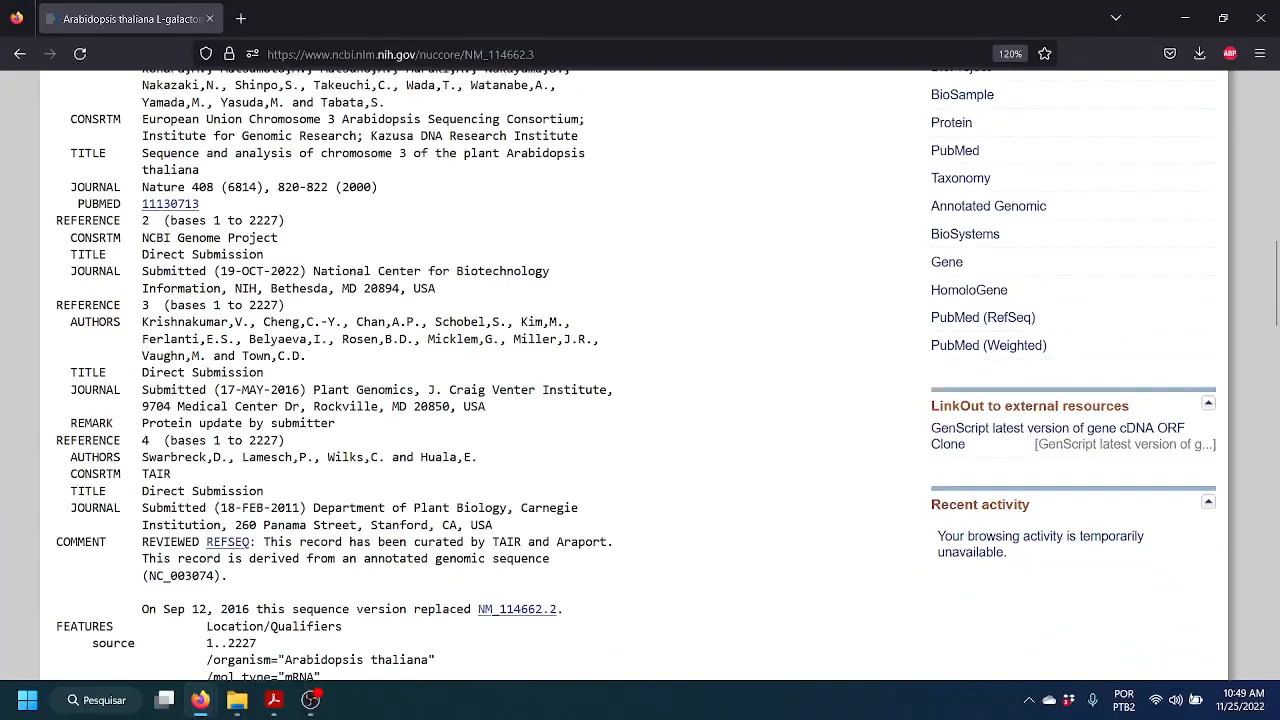 Arabidopsis thaliana L-galacton
https://www.ncbi.nlm.nih.gov/nuccore/NM_114662.3
120%
ABP
Nakazaki,N., Shinpo,S., Takeuchi,C., Wada,T., Watanabe,A.,
Yamada,M., Yasuda,M. and Tabata,S.
CONSRTM European Union Chromosome 3 Arabidopsis Sequencing Consortium;
Institute for Genomic Research; Kazusa DNA Research Institute
TITLE Sequence and analysis of chromosome 3 of the plant Arabidopsis
thaliana
JOURNAL Nature 408 (6814), 820-822 (2000)
PUBMED 11130713
REFERENCE 2 (bases 1 to 2227)
CONSRTM NCBI Genome Project
TITLE Direct Submission
JOURNAL Submitted (19-OCT-2022) National Center for Biotechnology
Information, NIH, Bethesda, MD 20894, USA
REFERENCE 3 (bases 1 to 2227)
AUTHORS Krishnakumar,V., Cheng,C.-Y., Chan,A.P., Schobel,S., Kim,M.,
Ferlanti,E.S., Belyaeva,I., Rosen,B.D., Micklem,G., Miller,J.R.,
Vaughn,M. and Town,C.D.
TITLE Direct Submission
JOURNAL Submitted (17-MAY-2016) Plant Genomics, J. Craig Venter Institute,
9704 Medical Center Dr, Rockville, MD 20850, USA
REMARK Protein update by submitter
REFERENCE 4 (bases 1 to 2227)
AUTHORS Swarbreck,D., Lamesch,P., Wilks,C. and Huala,E.
CONSRTM TAIR
TITLE Direct Submission
JOURNAL Submitted (18-FEB-2011) Department of Plant Biology, Carnegie
Institution, 260 Panama Street, Stanford, CA, USA
COMMENT REVIEWED REFSEQ: This record has been curated by TAIR and Araport.
This record is derived from an annotated genomic sequence
(NC_003074).
On Sep 12, 2016 this sequence version replaced NM_114662.2.
FEATURES Location/Qualifiers
source 1..2227
/organism="Arabidopsis thaliana"
/mol_type="mRNA"
BioProject
BioSample
Protein
PubMed
Taxonomy
Annotated Genomic
BioSystems
Gene
HomoloGene
PubMed (RefSeq)
PubMed (Weighted)
LinkOut to external resources
GenScript latest version of gene cDNA ORF
Clone [GenScript latest version of g...]
Recent activity
Your browsing activity is temporarily
unavailable.
Pesquisar
3
POR
PTB2
10:49 AM
11/25/2022